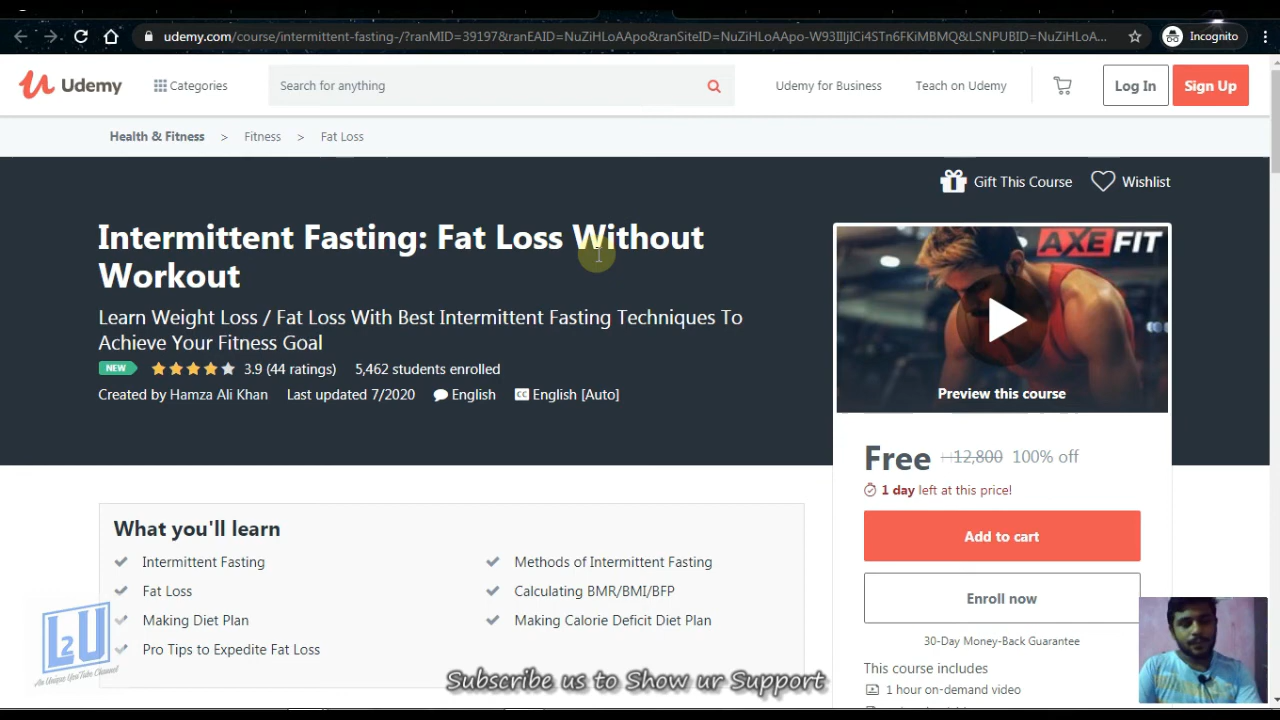 udemy.com/course/intermittent-fasting-/?ranMID=39197&ranEAID=NuZiHLoAApo&ranSiteID=
Incognito
Udemy
Categories
Search for anything
Udemy for Business
Teach on Udemy
Log In
Sign Up
Health & Fitness > Fitness > Fat Loss
Gift This Course
Wishlist
Intermittent Fasting: Fat Loss Without
Workout
Learn Weight Loss / Fat Loss With Best Intermittent Fasting Techniques To
Achieve Your Fitness Goal
NEW 3.9 (44 ratings) 5,462 students enrolled
Created by Hamza Ali Khan Last updated 7/2020 English English [Auto]
AXE FIT
Preview this course
Free 12,800 100% off
1 day left at this price!
Add to cart
Enroll now
30-Day Money-Back Guarantee
This course includes
1 hour on-demand video
What you'll learn
Intermittent Fasting
Methods of Intermittent Fasting
Fat Loss
Calculating BMR/BMI/BFP
Making Diet Plan
Making Calorie Deficit Diet Plan
Pro Tips to Expedite Fat Loss
L2U
An Unique YouTube Channel
Subscribe us to Show ur Support